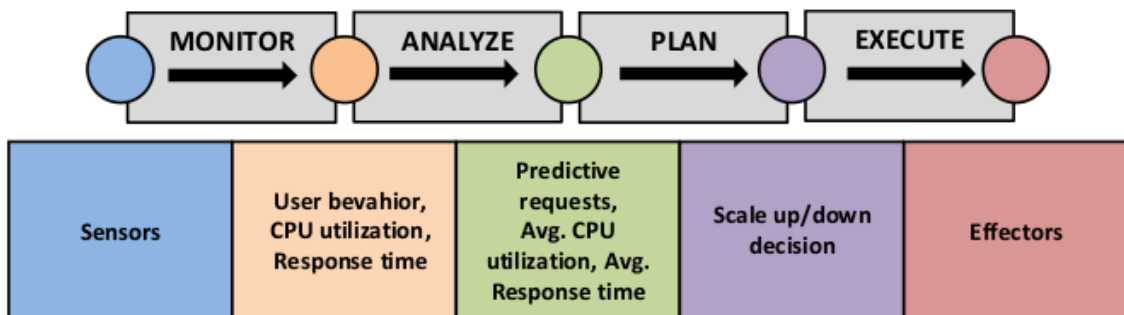 MONITOR
ANALYZE
PLAN
EXECUTE
Sensors
User bevahior,
CPU utilization,
Response time
Predictive
requests,
Avg. CPU
utilization, Avg.
Response time
Scale up/down
decision
Effectors